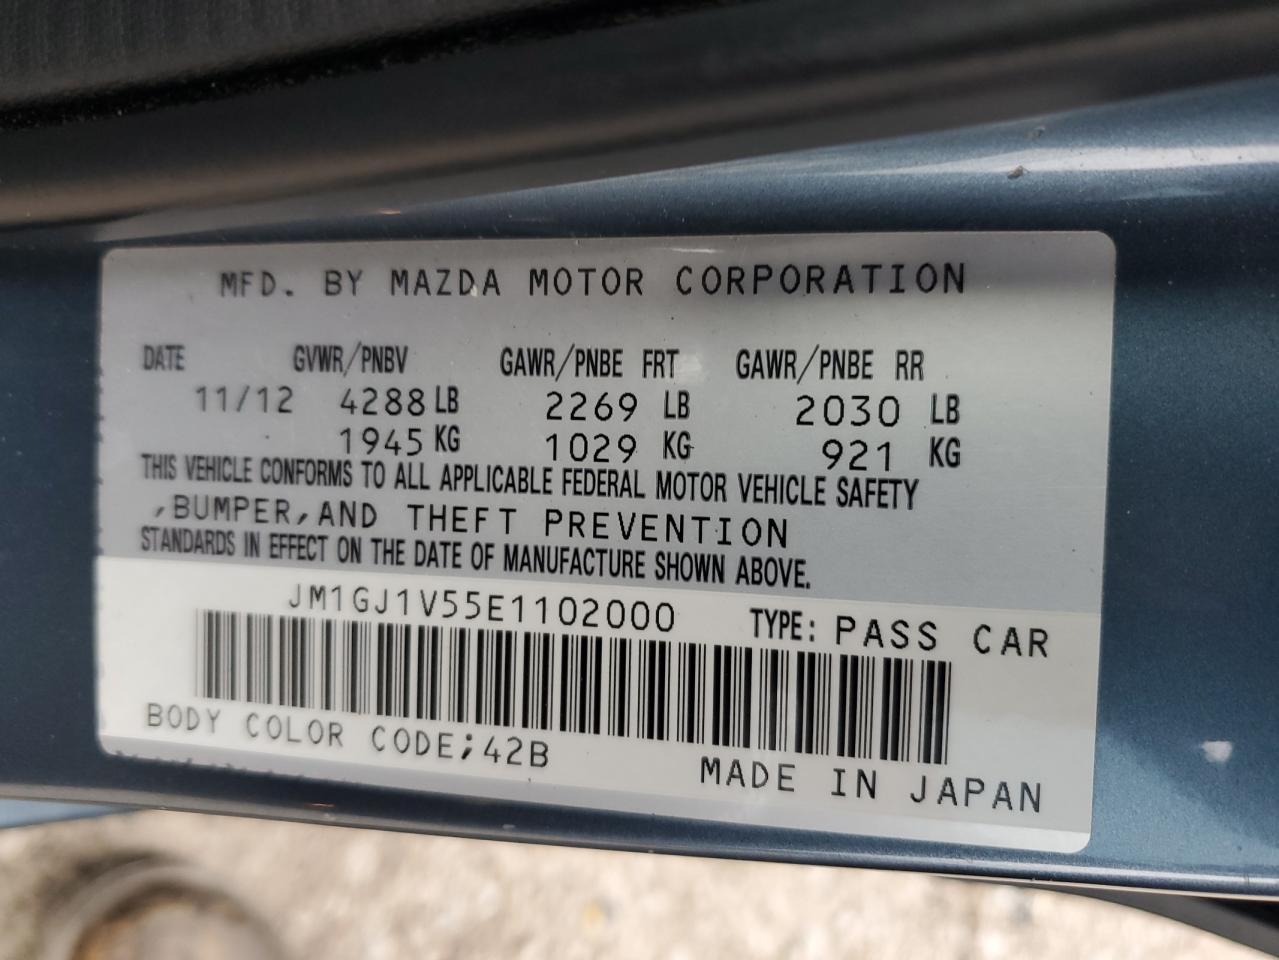 MFD. BY MAZDA MOTOR CORPORATION
DATE GVWR/PNBV GAWR/PNBE FRT GAWR/PNBE RR
11/12 4288 LB 2269 LB 2030 LB
1945 KG 1029 KG 921 KG
THIS VEHICLE CONFORMS TO ALL APPLICABLE FEDERAL MOTOR VEHICLE SAFETY
,BUMPER,AND THEFT PREVENTION
STANDARDS IN EFFECT ON THE DATE OF MANUFACTURE SHOWN ABOVE.
JM1GJ1V55E1102000 TYPE: PASS CAR
BODY COLOR CODE;42B
MADE IN JAPAN